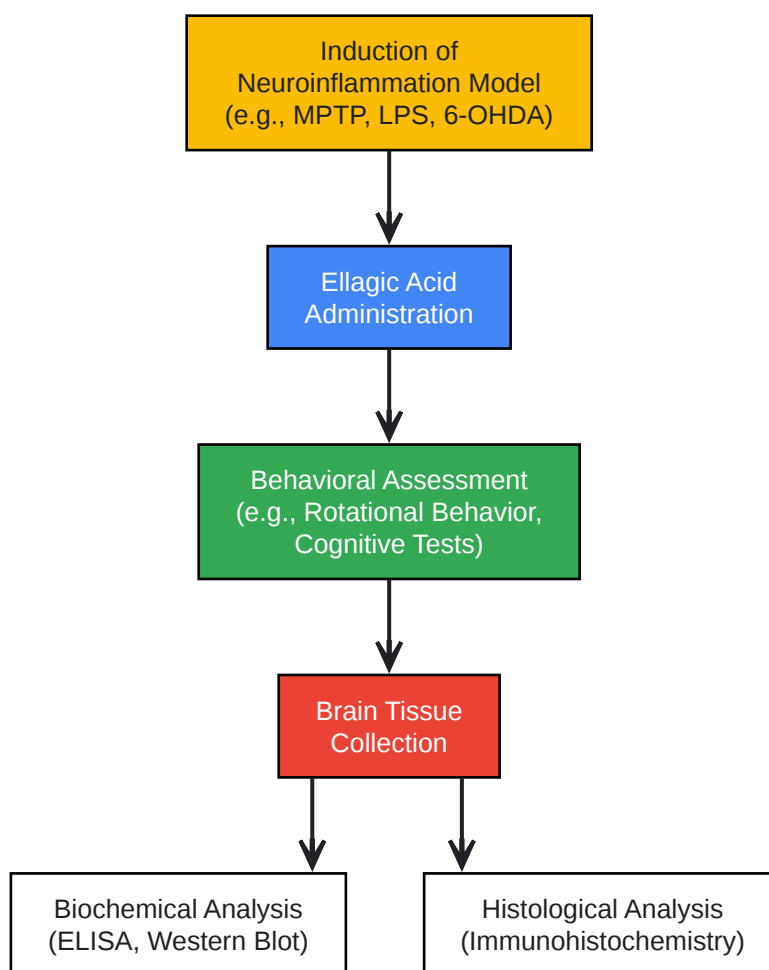 Induction of
Neuroinflammation Model
(e.g., MPTP, LPS, 6-OHDA)
Ellagic Acid
Administration
Behavioral Assessment
(e.g., Rotational Behavior,
Cognitive Tests)
Brain Tissue
Collection
Biochemical Analysis
(ELISA, Western Blot)
Histological Analysis
(Immunohistochemistry)